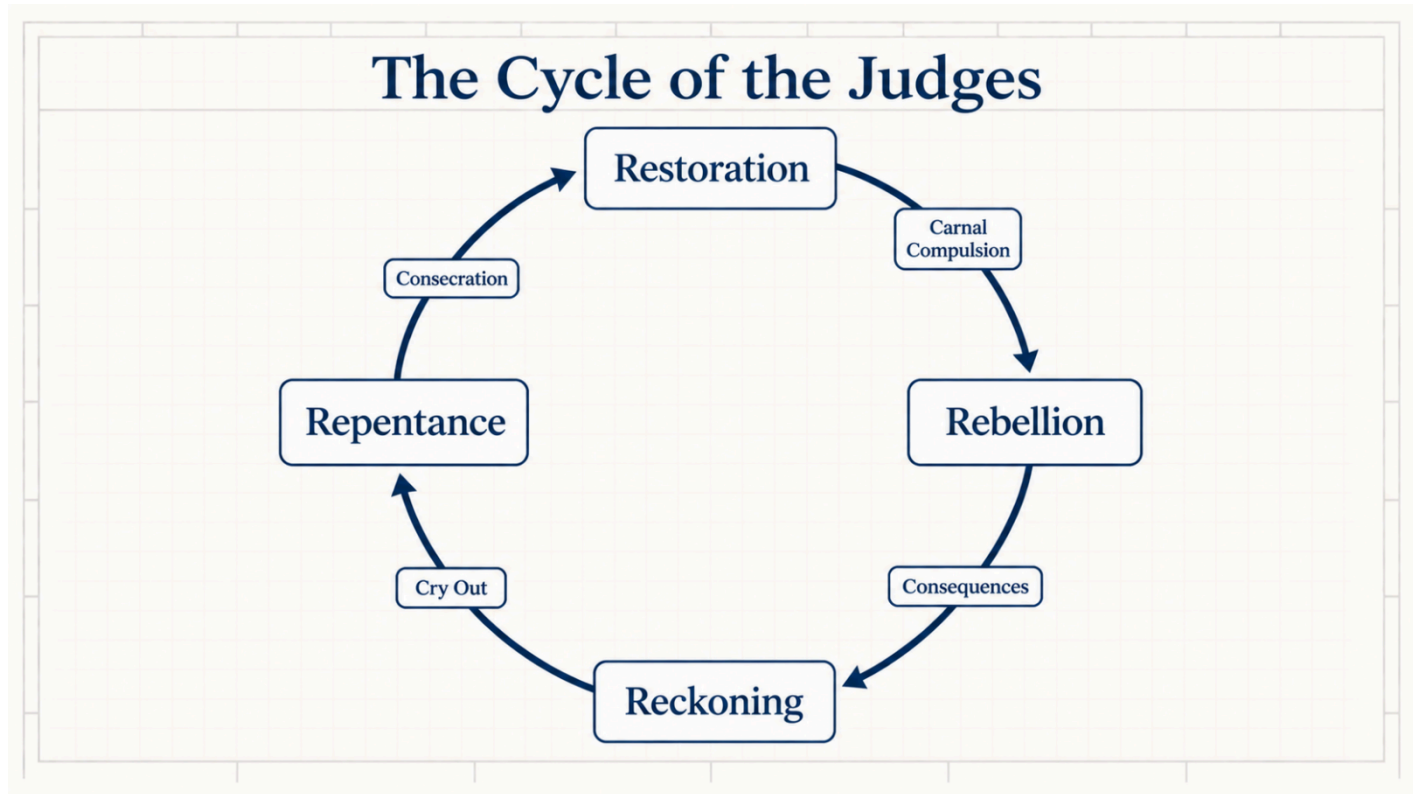 The Cycle of the Judges
Restoration
Carnal
Compulsion
Rebellion
Consequences
Reckoning
Cry Out
Repentance
Consecration